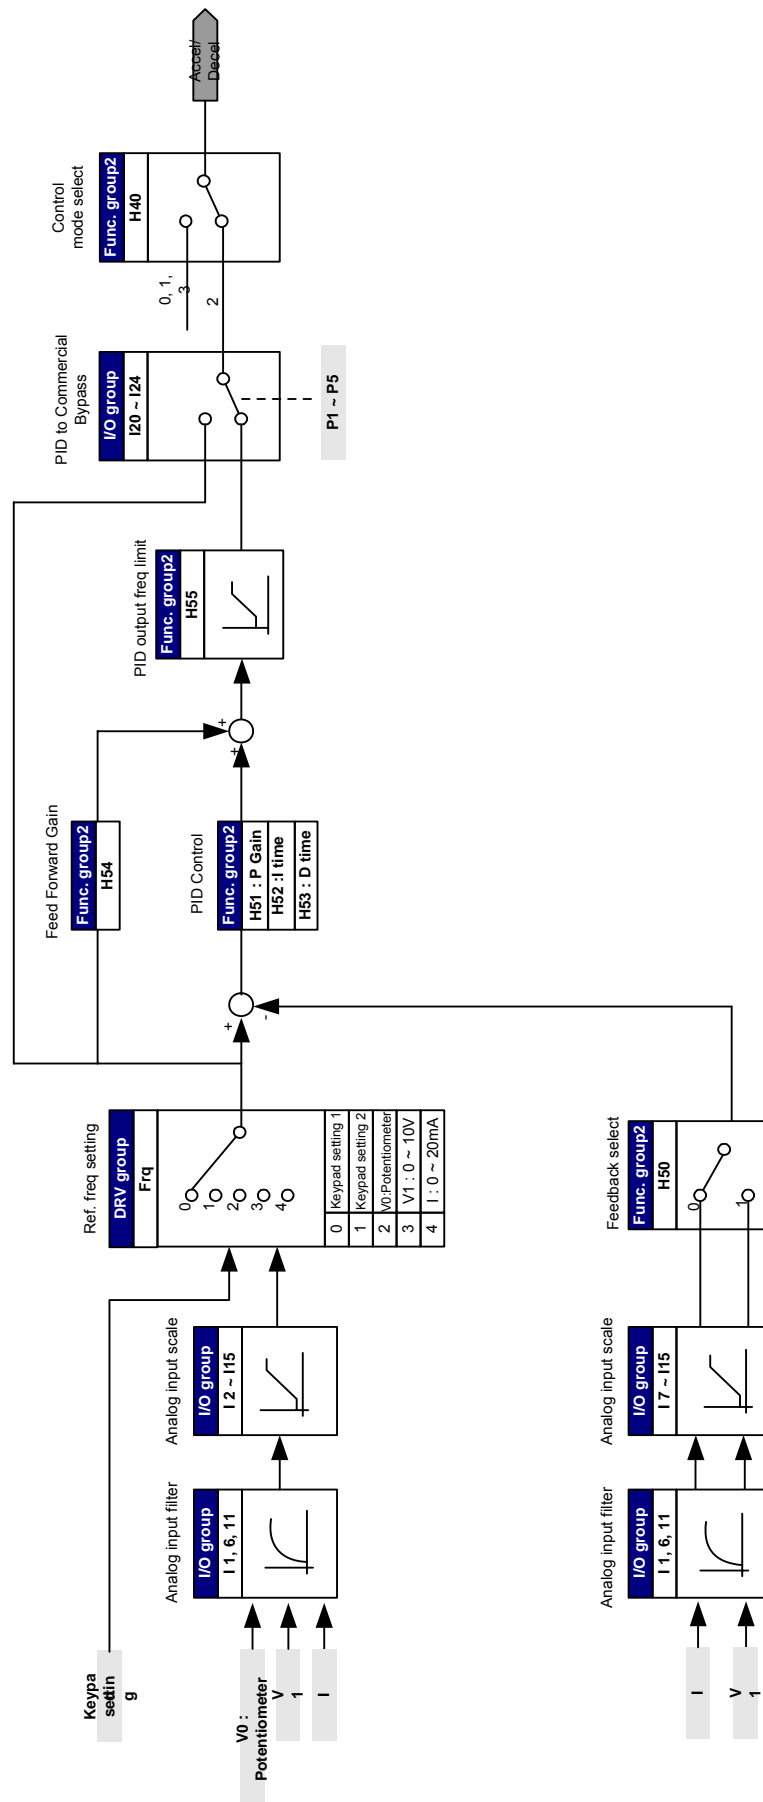 Keypa
settin
g
V0 :
Potentiometer
V
1
I
Analog input filter
I/O group
I 1, 6, 11
Analog input scale
I/O group
I 2 ~ I15
Ref. freq setting
DRV group
Frq
0
1
2
3
4
0 Keypad setting 1
1 Keypad setting 2
2 V0:Potentiometer
3 V1 : 0 ~ 10V
4 I : 0 ~ 20mA
+
-
Feed Forward Gain
Func. group2
H54
PID Control
Func. group2
H51 : P Gain
H52 :I time
H53 : D time
+
+
PID output freq limit
Func. group2
H55
PID to Commercial
Bypass
I/O group
I20 ~ I24
P1 ~ P5
0, 1,
3
2
Control
mode select
Func. group2
H40
Accel/
Decel
I
V
1
Analog input filter
I/O group
I 1, 6, 11
Analog input scale
I/O group
I 7 ~ I15
Feedback select
Func. group2
H50
0
1